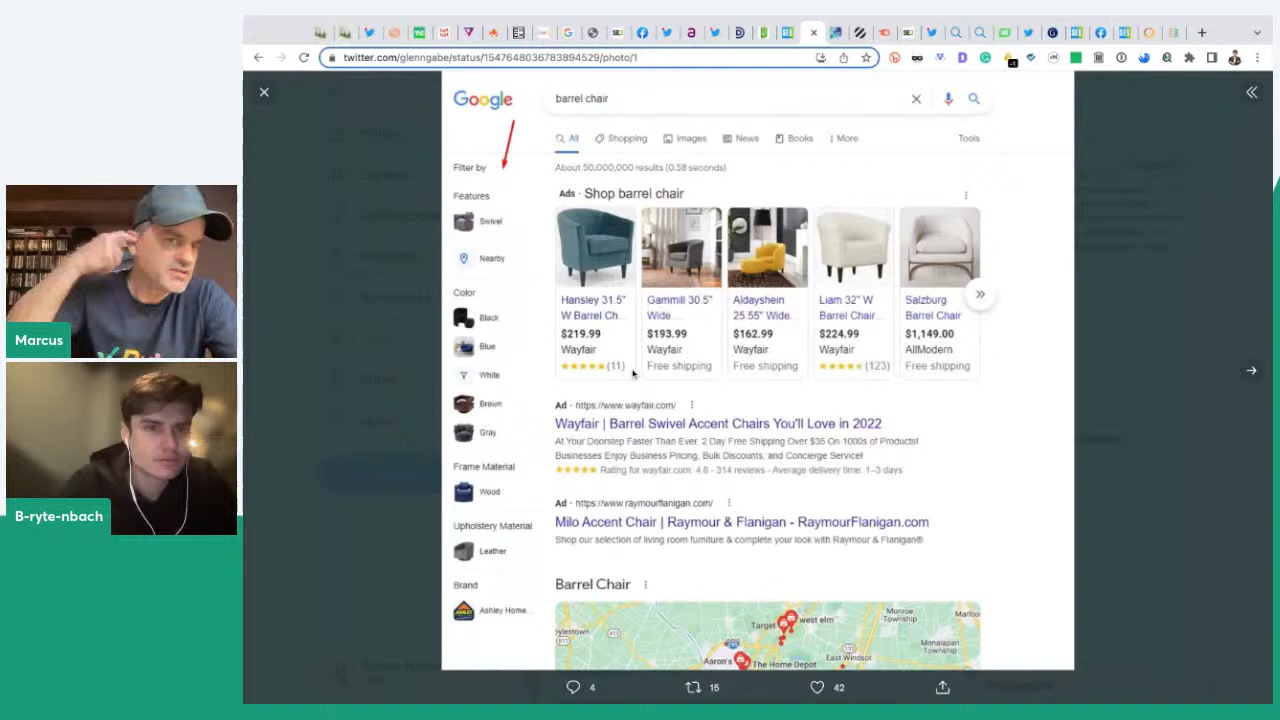 twitter.com/glenngabe/status/1547648036783894529/photo/1
Google
barrel chair
All
Shopping
Images
News
Books
More
Tools
Filter by
About 50,000,000 results (0.58 seconds)
Features
Swivel
Nearby
Color
Black
Blue
White
Brown
Gray
Frame Material
Wood
Upholstery Material
Leather
Brand
Ashley Home...
Ads · Shop barrel chair
Hansley 31.5"
W Barrel Ch...
$219.99
Wayfair
(11)
Gammill 30.5"
Wide...
$193.99
Wayfair
Free shipping
Aldayshein
25.55" Wide...
$162.99
Wayfair
Free shipping
Liam 32" W
Barrel Chair...
$224.99
Wayfair
(123)
Salzburg
Barrel Chair
$1,149.00
AllModern
Free shipping
Ad · https://www.wayfair.com/
Wayfair | Barrel Swivel Accent Chairs You'll Love in 2022
At Your Doorstep Faster Than Ever. 2 Day Free Shipping Over $35 On 1000s of Products!
Businesses Enjoy Business Pricing, Bulk Discounts, and Concierge Service!
Rating for wayfair.com: 4.8 - 314 reviews - Average delivery time: 1–3 days
Ad · https://www.raymourflanigan.com/
Milo Accent Chair | Raymour & Flanigan - RaymourFlanigan.com
Shop our selection of living room furniture & complete your look with Raymour & Flanigan®
Barrel Chair
Target
west elm
Monroe
Township
Manalapan
Township
East Windsor
Aaron's
The Home Depot
4
15
42
Marcus
B-ryte-nbach